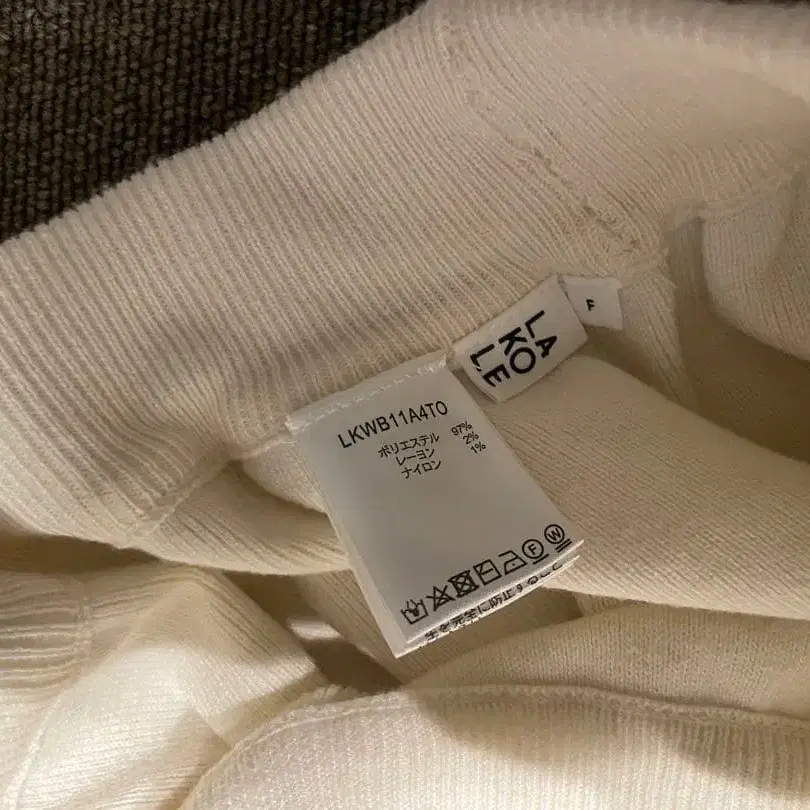 LA
KO
LE
F
LKWB11A4TO
ポリエステル 97%
レーヨン 2%
ナイロン 1%
F W